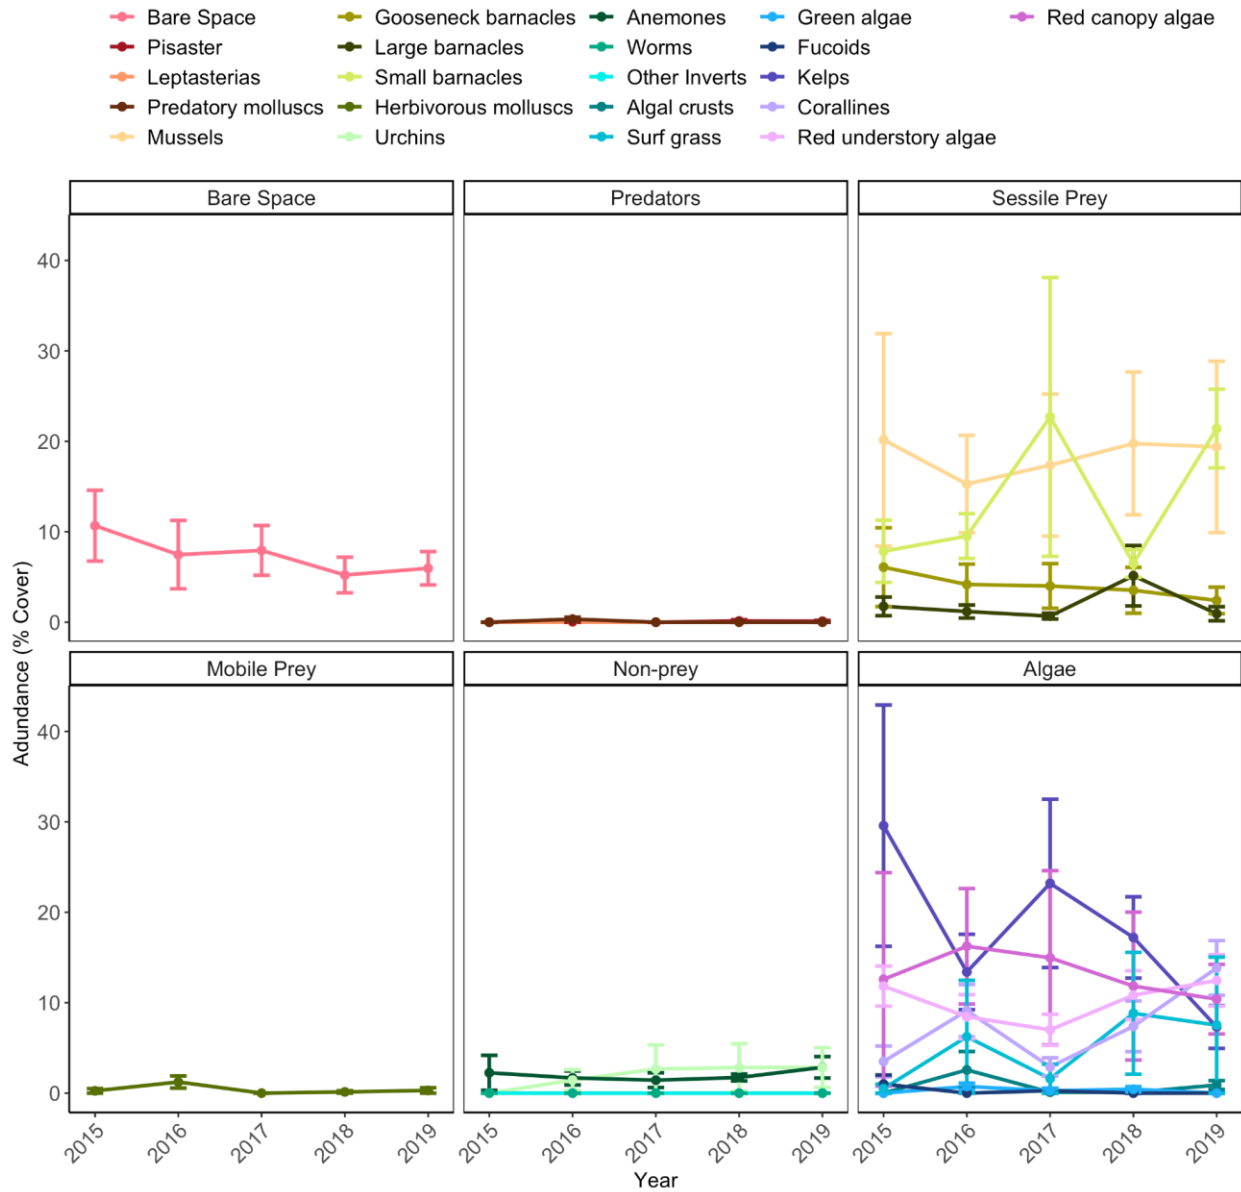 Bare Space Gooseneck barnacles Anemones Green algae Red canopy algae
Pisaster Large barnacles Worms Fucoids
Leptasterias Small barnacles Other Inverts Kelps
Predatory molluscs Herbivorous molluscs Algal crusts Corallines
Mussels Urchins Surf grass Red understory algae
Bare Space Predators Sessile Prey
40
30
20
10
0
Mobile Prey Non-prey Algae
40
30
20
10
0
Adundance (% Cover)
2015 2016 2017 2018 2019 2015 2016 2017 2018 2019 2015 2016 2017 2018 2019
Year